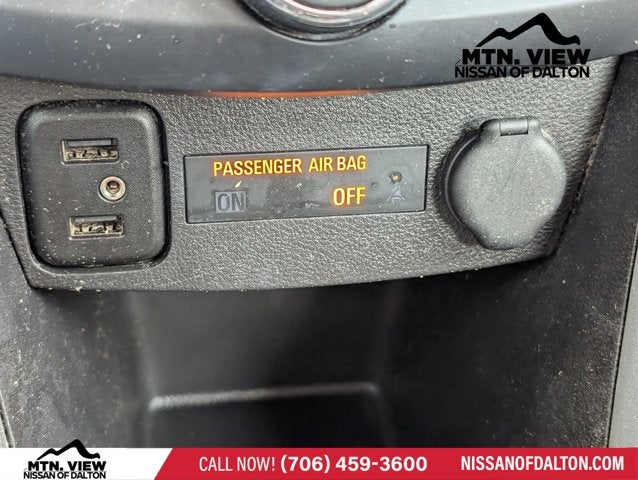 MTN. VIEW
NISSAN OF DALTON
PASSENGER AIR BAG
ON OFF
MTN. VIEW
NISSAN OF DALTON
CALL NOW! (706) 459-3600
NISSANOFDALTON.COM